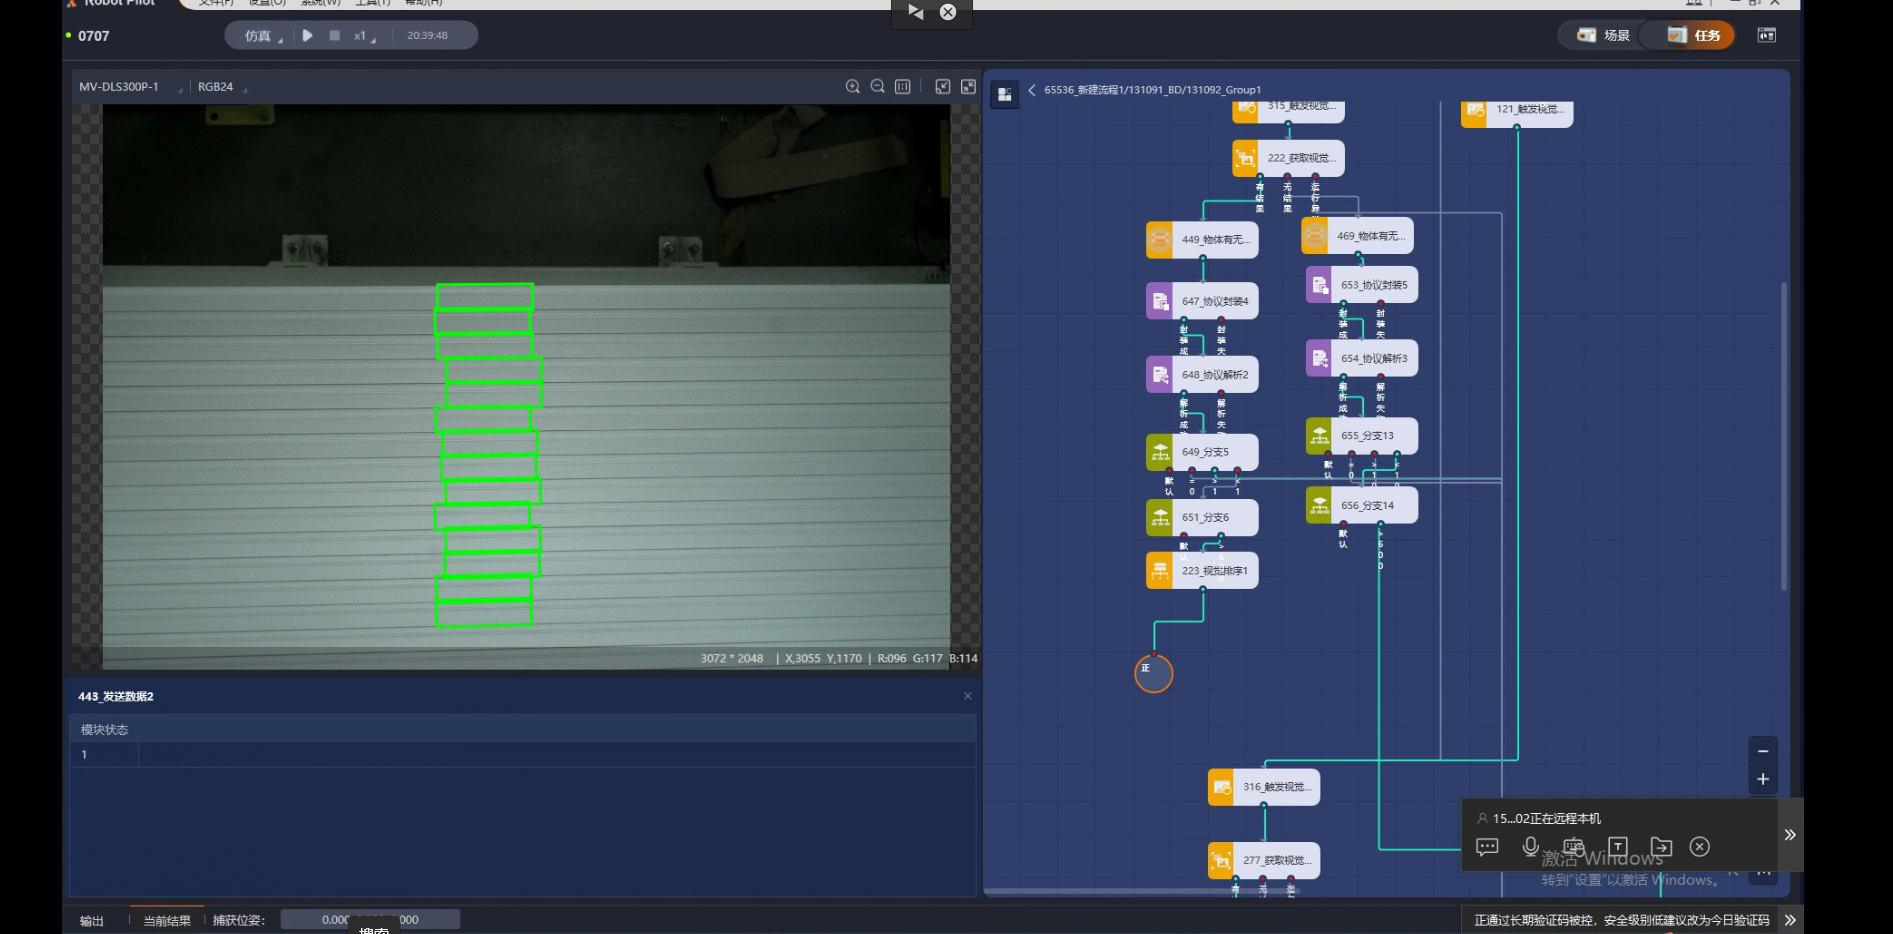 Robot Pilot
文件(F) 设置(O) 系统(W) 工具(T) 帮助(H)
0707
仿真
x1
20:39:48
场景
任务
MV-DLS300P-1
RGB24
3072 * 2048 | X,3055 Y,1170 | R:096 G:117 B:114
443_发送数据2
模块状态
1
65536_新建流程1/131091_BD/131092_Group1
315_触发视觉...
121_触发视觉...
222_获取视觉...
有结果
无结果
运行异
449_物体有无...
469_物体有无...
647_协议封装4
653_协议封装5
封装成
封装失
封装成
封装失
648_协议解析2
654_协议解析3
解析成
解析失
解析成
解析失
649_分支5
655_分支13
默认
=0
>1
<1
默认
=0
651_分支6
656_分支14
默认
默认
223_视觉排序1
正
316_触发视觉...
277_获取视觉...
15...02正在远程本机
激活 Windows
转到"设置"以激活 Windows。
输出
当前结果
捕获位姿:
搜索
正通过长期验证码被控，安全级别低建议改为今日验证码